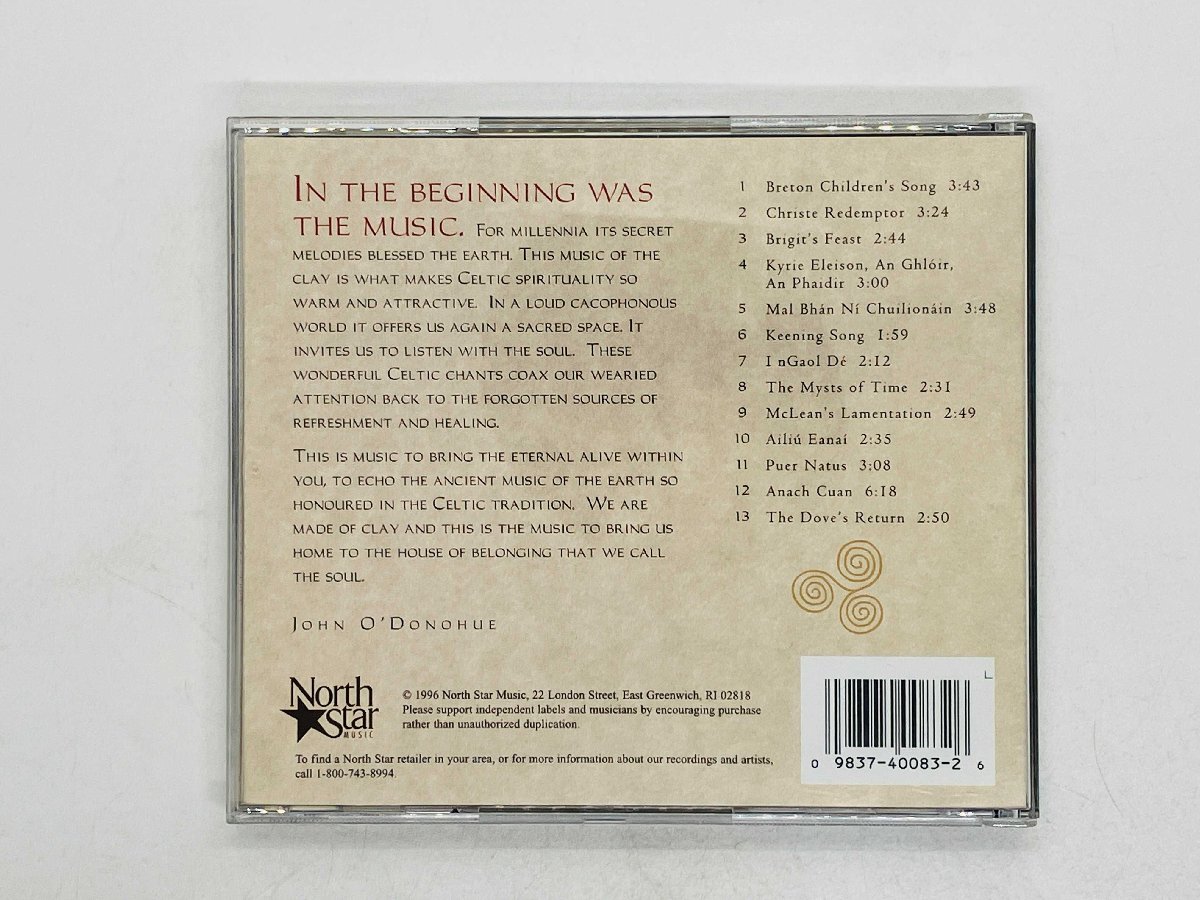 IN THE BEGINNING WAS
THE MUSIC. FOR MILLENNIA ITS SECRET
MELODIES BLESSED THE EARTH. THIS MUSIC OF THE
CLAY IS WHAT MAKES CELTIC SPIRITUALITY SO
WARM AND ATTRACTIVE. IN A LOUD CACOPHONOUS
WORLD IT OFFERS US AGAIN A SACRED SPACE. IT
INVITES US TO LISTEN WITH THE SOUL. THESE
WONDERFUL CELTIC CHANTS COAX OUR WEARIED
ATTENTION BACK TO THE FORGOTTEN SOURCES OF
REFRESHMENT AND HEALING.
THIS IS MUSIC TO BRING THE ETERNAL ALIVE WITHIN
YOU, TO ECHO THE ANCIENT MUSIC OF THE EARTH SO
HONOURED IN THE CELTIC TRADITION. WE ARE
MADE OF CLAY AND THIS IS THE MUSIC TO BRING US
HOME TO THE HOUSE OF BELONGING THAT WE CALL
THE SOUL.
JOHN O'DONOHUE
1 Breton Children's Song 3:43
2 Christe Redemptor 3:24
3 Brigit's Feast 2:44
4 Kyrie Eleison, An Ghlóir,
An Phaidir 3:00
5 Mal Bhán Ní Chuilionáin 3:48
6 Keening Song 1:59
7 I nGaol Dé 2:12
8 The Mysts of Time 2:31
9 McLean's Lamentation 2:49
10 Ailiú Eanaí 2:35
11 Puer Natus 3:08
12 Anach Cuan 6:18
13 The Dove's Return 2:50
North
Star
MUSIC
© 1996 North Star Music, 22 London Street, East Greenwich, RI 02818
Please support independent labels and musicians by encouraging purchase
rather than unauthorized duplication.
To find a North Star retailer in your area, or for more information about our recordings and artists,
call 1-800-743-8994.
0 9837-40083-2 6